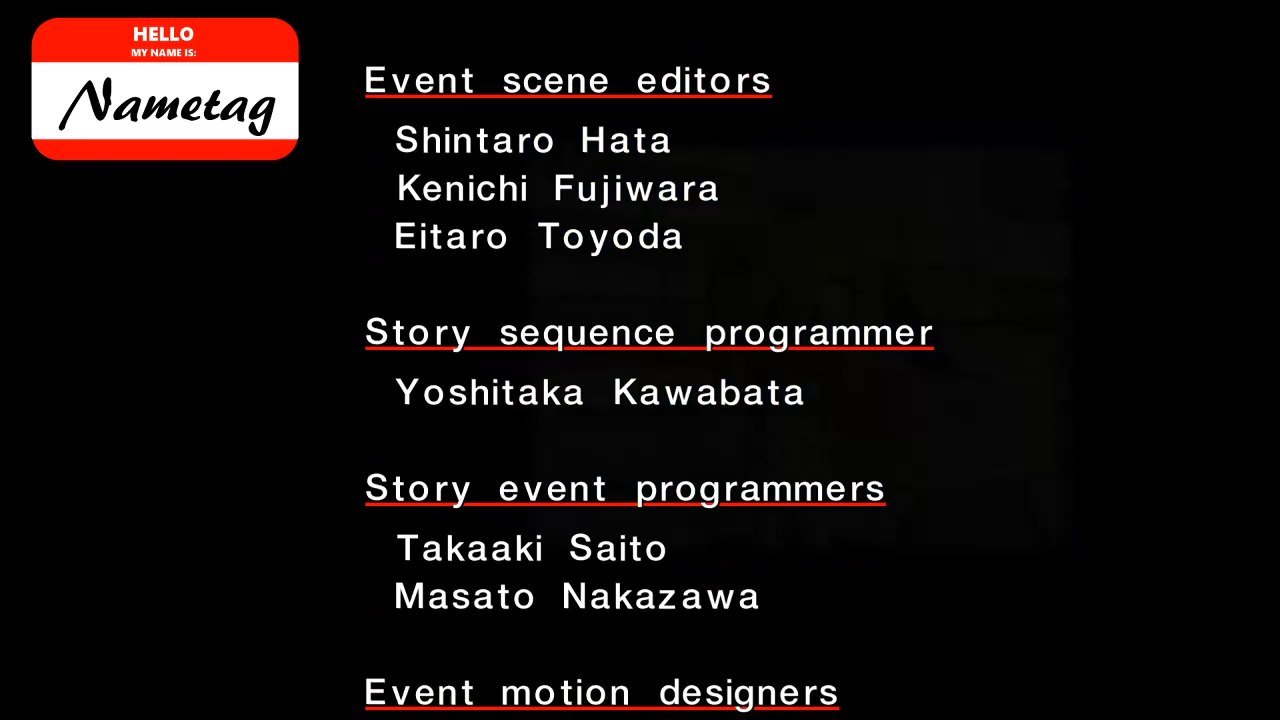 HELLO
MY NAME IS:
Nametag
Event scene editors
Shintaro Hata
Kenichi Fujiwara
Eitaro Toyoda
Story sequence programmer
Yoshitaka Kawabata
Story event programmers
Takaaki Saito
Masato Nakazawa
Event motion designers